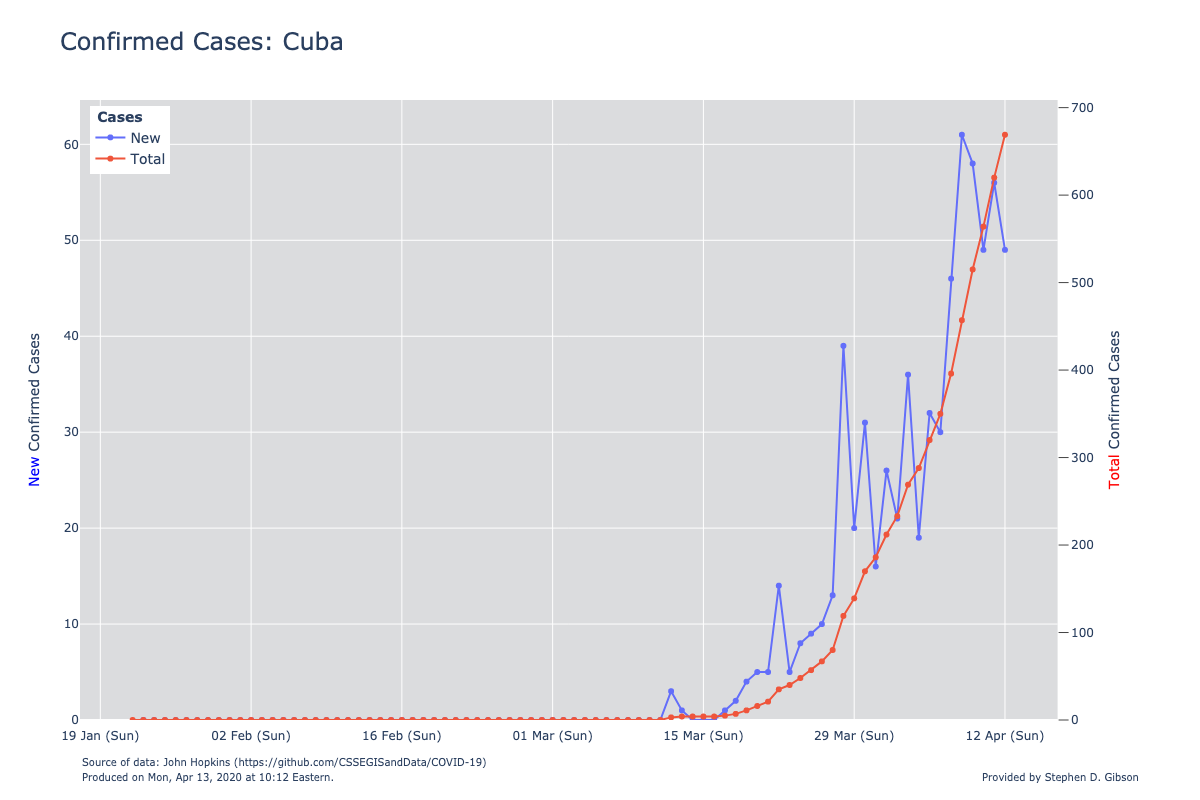 Confirmed Cases: Cuba
Cases
New
Total
60
50
40
30
20
10
0
New Confirmed Cases
700
600
500
400
300
200
100
0
Total Confirmed Cases
19 Jan (Sun) 02 Feb (Sun) 16 Feb (Sun) 01 Mar (Sun) 15 Mar (Sun) 29 Mar (Sun) 12 Apr (Sun)
Source of data: John Hopkins (https://github.com/CSSEGISandData/COVID-19)
Produced on Mon, Apr 13, 2020 at 10:12 Eastern.
Provided by Stephen D. Gibson